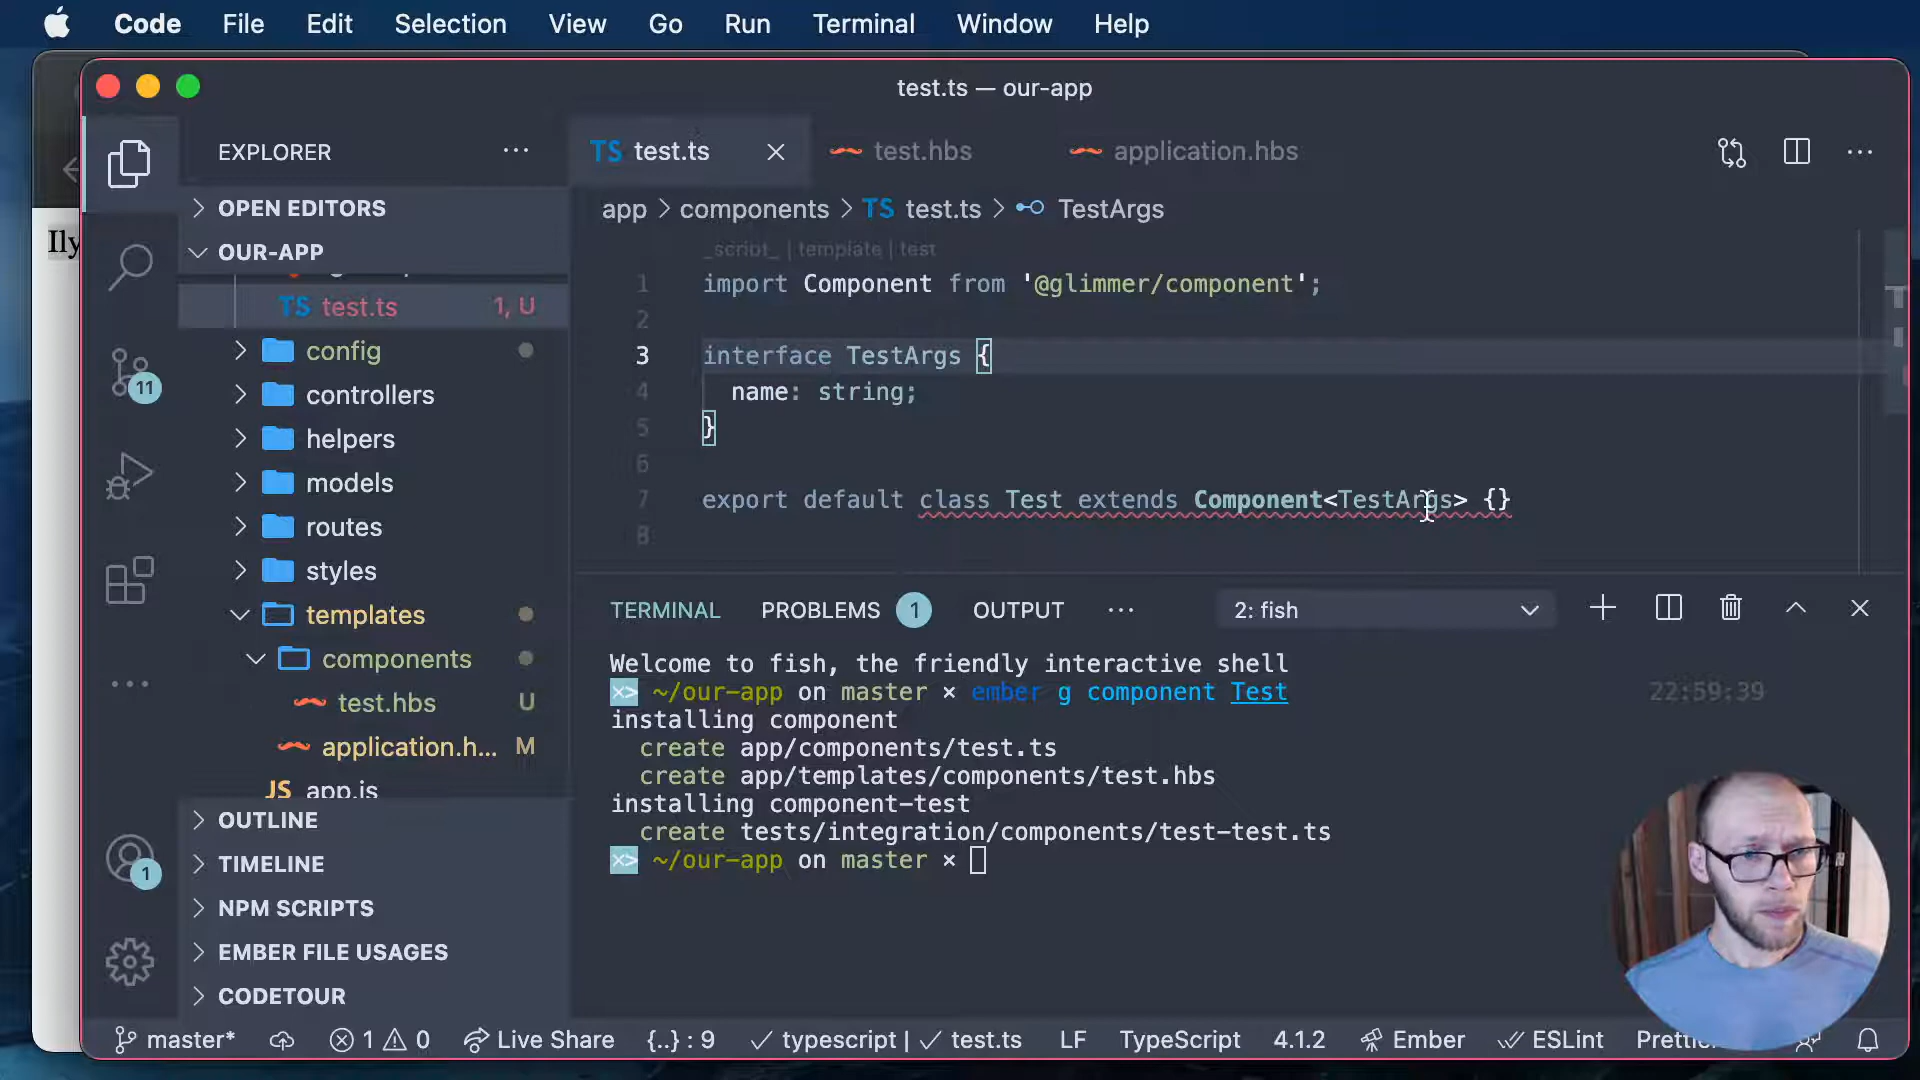 Code File Edit Selection View Go Run Terminal Window Help
test.ts — our-app
EXPLORER
TS test.ts
test.hbs
application.hbs
OPEN EDITORS
OUR-APP
TS test.ts 1, U
config
controllers
helpers
models
routes
styles
templates
components
test.hbs U
application.h... M
JS app.js
OUTLINE
TIMELINE
NPM SCRIPTS
EMBER FILE USAGES
CODETOUR
11
1
app > components > TS test.ts > TestArgs
_script_ | template | test
1 import Component from '@glimmer/component';
2
3 interface TestArgs {
4 name: string;
5 }
6
7 export default class Test extends Component<TestArgs> {}
8
TERMINAL PROBLEMS 1 OUTPUT ··· 2: fish
Welcome to fish, the friendly interactive shell
~/our-app on master × ember g component Test 22:59:39
installing component
create app/components/test.ts
create app/templates/components/test.hbs
installing component-test
create tests/integration/components/test-test.ts
~/our-app on master ×
master* 1 0 Live Share {..} : 9 typescript | test.ts LF TypeScript 4.1.2 Ember ESLint